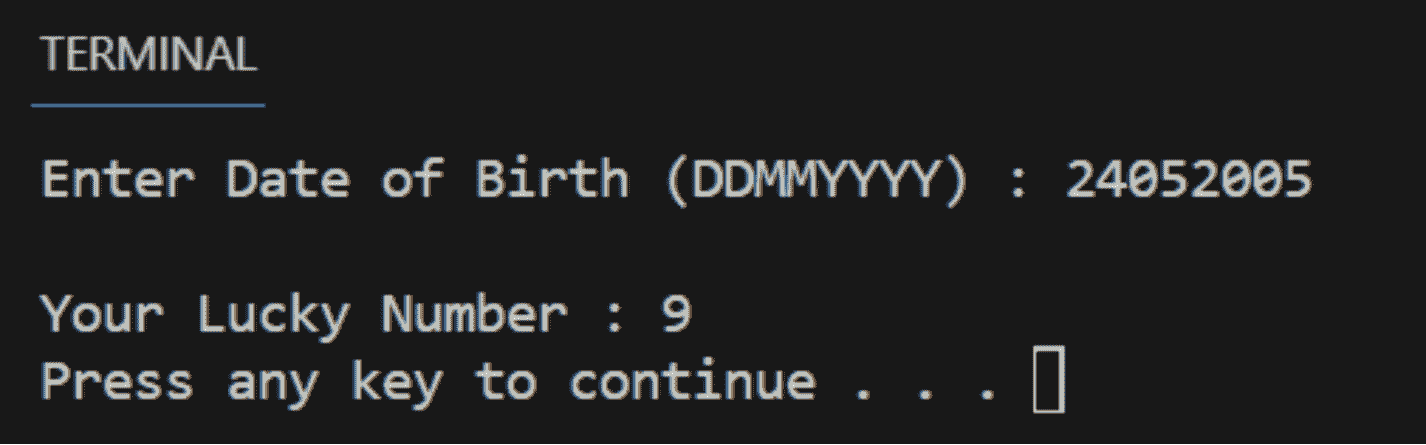 TERMINAL
Enter Date of Birth (DDMMYYYY) : 24052005
Your Lucky Number : 9
Press any key to continue . . .